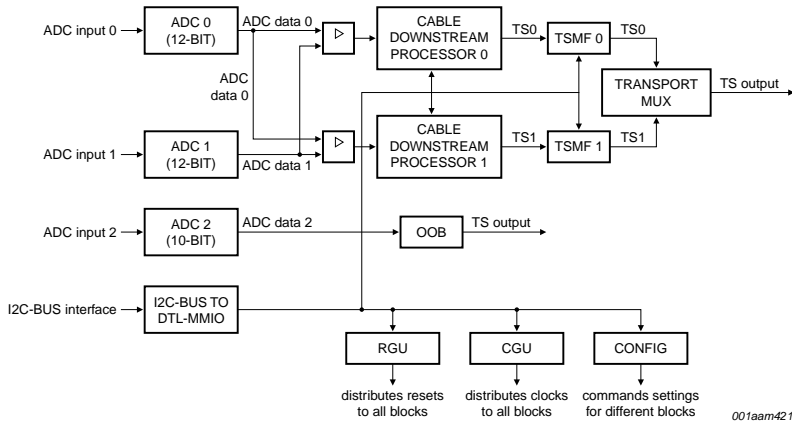 ADC input 0
ADC 0
(12-BIT)
ADC data 0
ADC
data 0
CABLE
DOWNSTREAM
PROCESSOR 0
TS0
TSMF 0
TS0
TRANSPORT
MUX
TS output
ADC input 1
ADC 1
(12-BIT)
ADC data 1
CABLE
DOWNSTREAM
PROCESSOR 1
TS1
TSMF 1
TS1
ADC input 2
ADC 2
(10-BIT)
ADC data 2
OOB
TS output
I2C-BUS interface
I2C-BUS TO
DTL-MMIO
RGU
CGU
CONFIG
distributes resets
to all blocks
distributes clocks
to all blocks
commands settings
for different blocks
001aam421